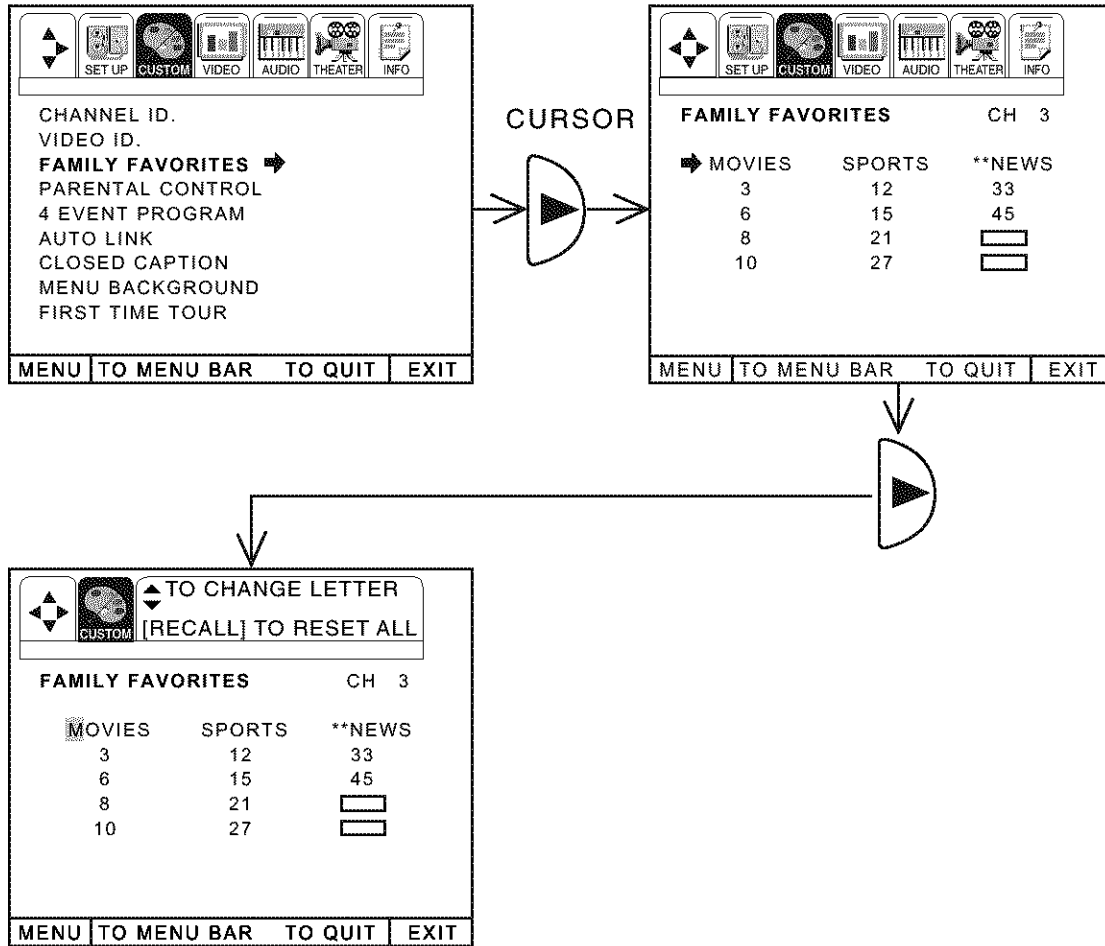 SET UP CUSTOM VIDEO AUDIO THEATER INFO
CHANNEL ID.
VIDEO ID.
FAMILY FAVORITES
PARENTAL CONTROL
4 EVENT PROGRAM
AUTO LINK
CLOSED CAPTION
MENU BACKGROUND
FIRST TIME TOUR
MENU TO MENU BAR TO QUIT EXIT
CURSOR
SET UP CUSTOM VIDEO AUDIO THEATER INFO
FAMILY FAVORITES CH 3
MOVIES SPORTS **NEWS
3 12 33
6 15 45
8 21
10 27
MENU TO MENU BAR TO QUIT EXIT
CUSTOM
TO CHANGE LETTER
[RECALL] TO RESET ALL
FAMILY FAVORITES CH 3
MOVIES SPORTS **NEWS
3 12 33
6 15 45
8 21
10 27
MENU TO MENU BAR TO QUIT EXIT